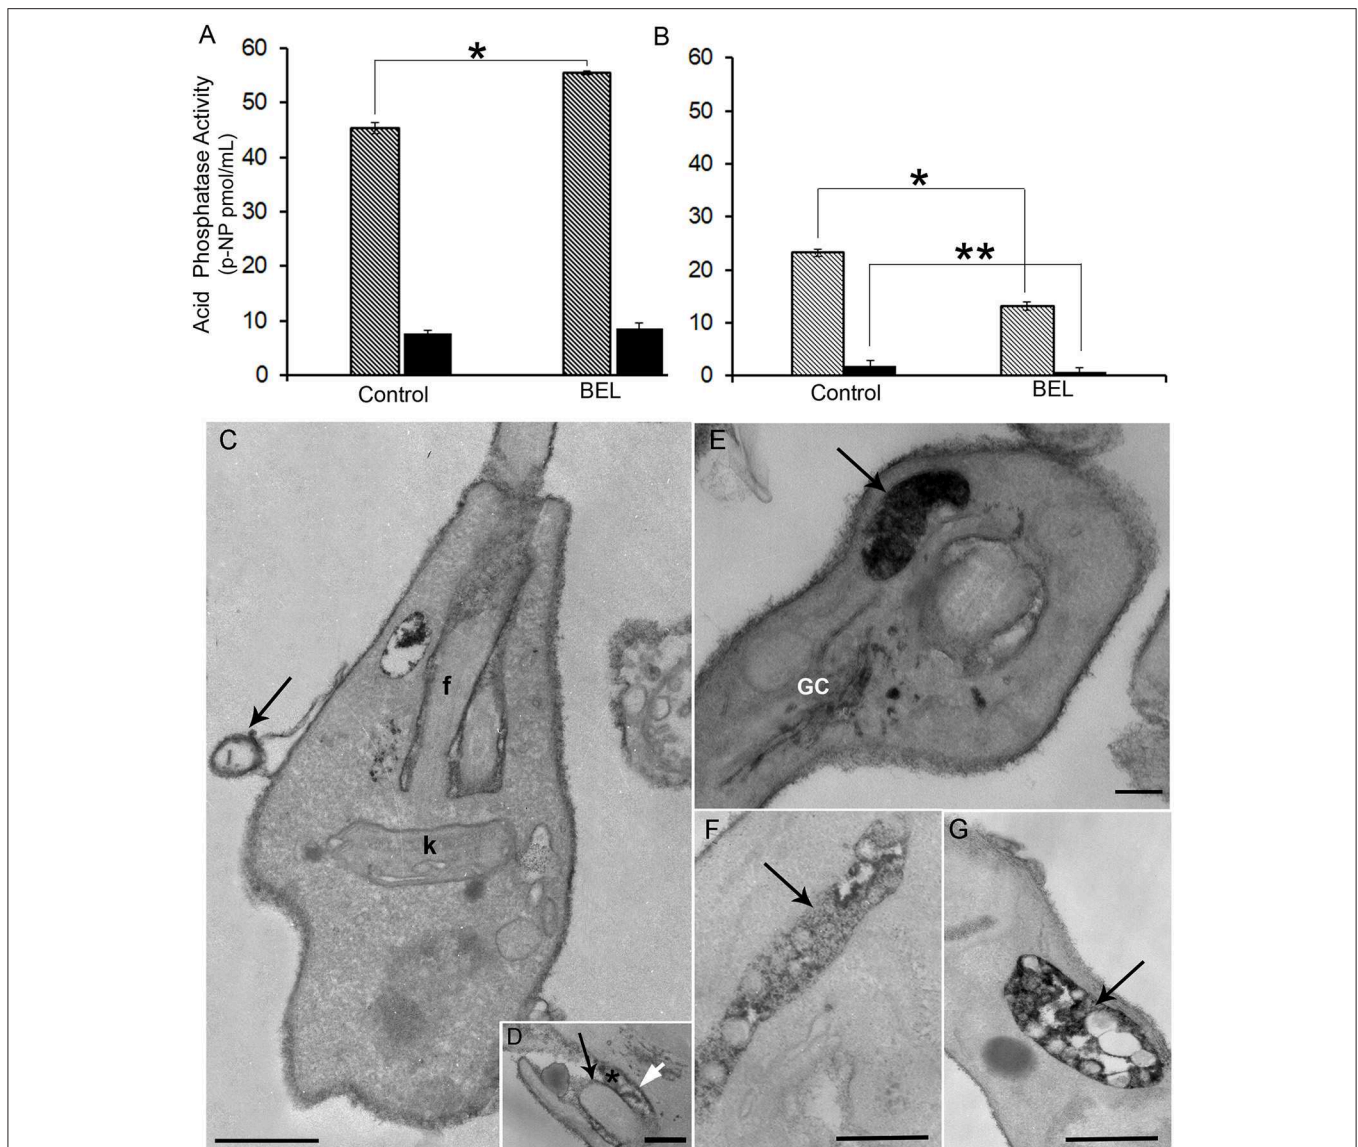 A
B
60
50
40
30
20
10
0
Acid Phosphatase Activity
(p-NP pmol/mL)
*
Control
BEL
60
50
40
30
20
10
0
*
**
Control
BEL
C
f
k
D
*
E
GC
F
G